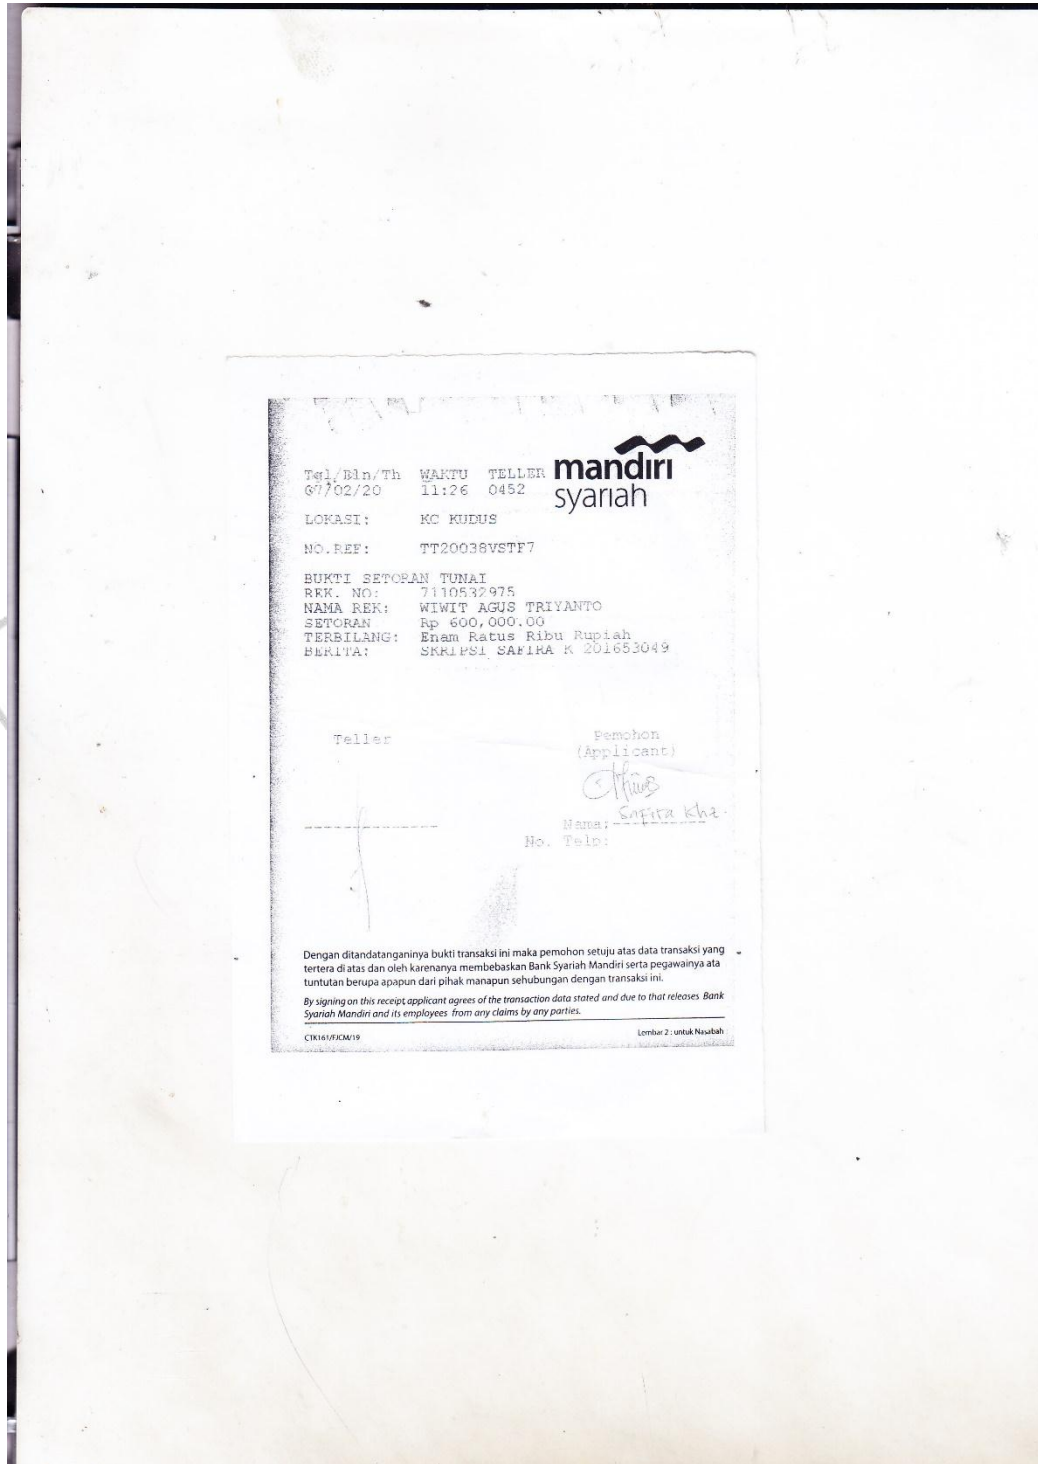 mandırı
syarıah
Tgl/Bln/Th WAKTU TELLER
07/02/20 11:26 0452
LOKASI: KC KUDUS
NO.REF: TT20038VSTF7
BUKTI SETORAN TUNAI
REK. NO: 7110532975
NAMA REK: WIWIT AGUS TRIYANTO
SETORAN Rp 600,000.00
TERBILANG: Enam Ratus Ribu Rupiah
BERITA: SKRIPSI SAFIRA K 201653049
Teller Pemohon
(Applicant)
Safira Khz.
Nama:
No. Telp:
Dengan ditandatanganinya bukti transaksi ini maka pemohon setuju atas data transaksi yang
tertera di atas dan oleh karenanya membebaskan Bank Syariah Mandiri serta pegawainya ata
tuntutan berupa apapun dari pihak manapun sehubungan dengan transaksi ini.
By signing on this receipt, applicant agrees of the transaction data stated and due to that releases Bank
Syariah Mandiri and its employees from any claims by any parties.
CTK161/FJCM/19 Lembar 2 : untuk Nasabah